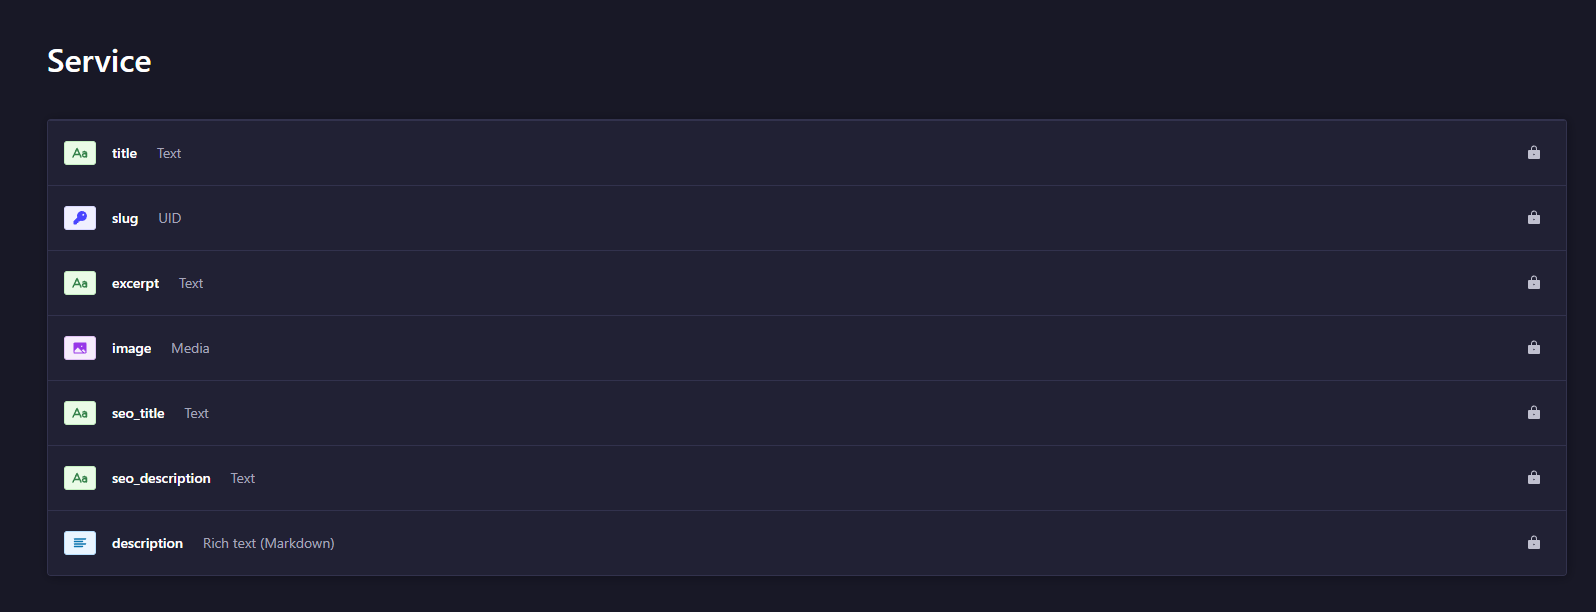 Service
Aa title Text
slug UID
Aa excerpt Text
image Media
Aa seo_title Text
Aa seo_description Text
description Rich text (Markdown)